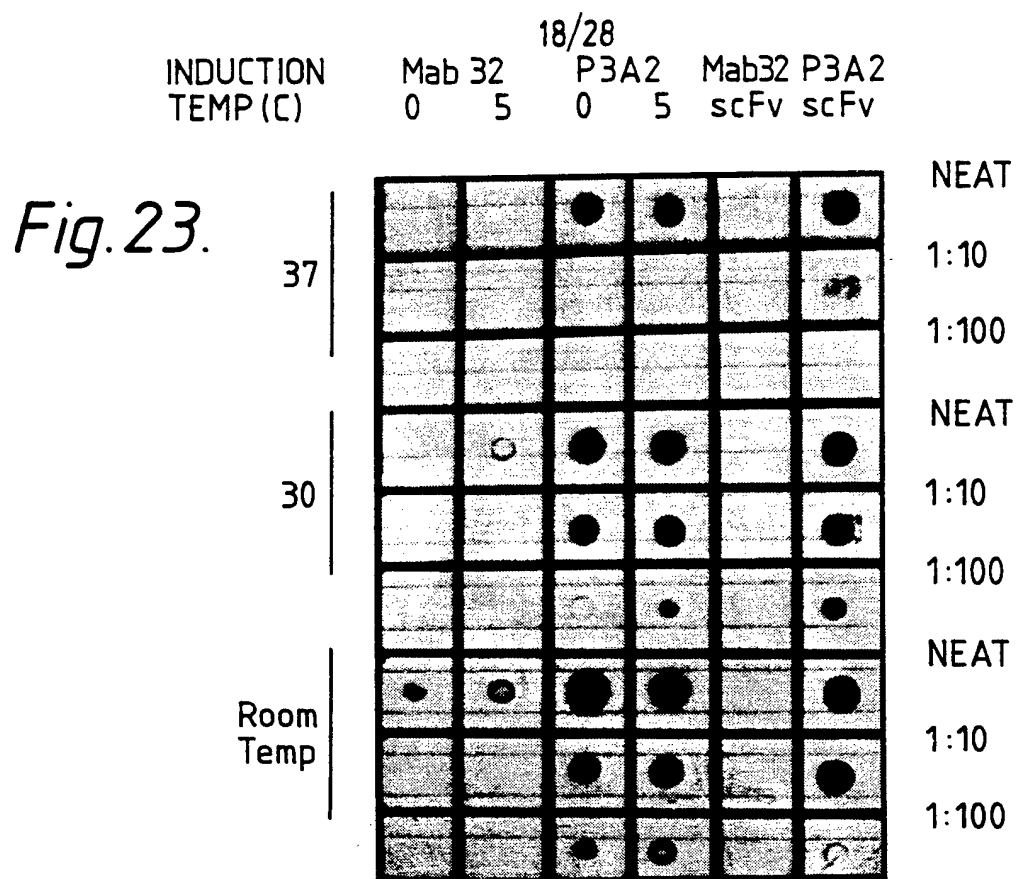 18/28
INDUCTION Mab 32 P3A2 Mab32 P3A2
TEMP (C) 0 5 0 5 scFv scFv
Fig. 23.
NEAT
37
1:10
1:100
NEAT
30
1:10
1:100
NEAT
Room
Temp
1:10
1:100